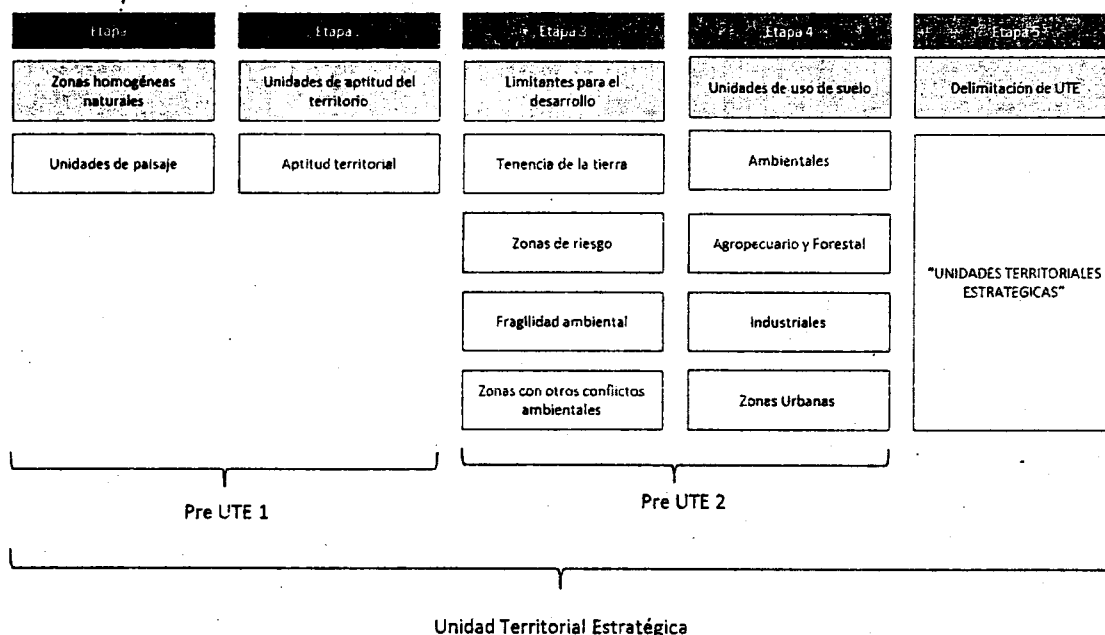 Etapa
Etapa
Etapa 3
Etapa 4
Etapa 5
Zonas homogéneas
naturales
Unidades de aptitud del
territorio
Limitantes para el
desarrollo
Unidades de uso de suelo
Delimitación de UTE
Unidades de paisaje
Aptitud territorial
Tenencia de la tierra
Ambientales
Zonas de riesgo
Agropecuario y Forestal
"UNIDADES TERRITORIALES
ESTRATEGICAS"
Fragilidad ambiental
Industriales
Zonas con otros conflictos
ambientales
Zonas Urbanas
Pre UTE 1
Pre UTE 2
Unidad Territorial Estratégica